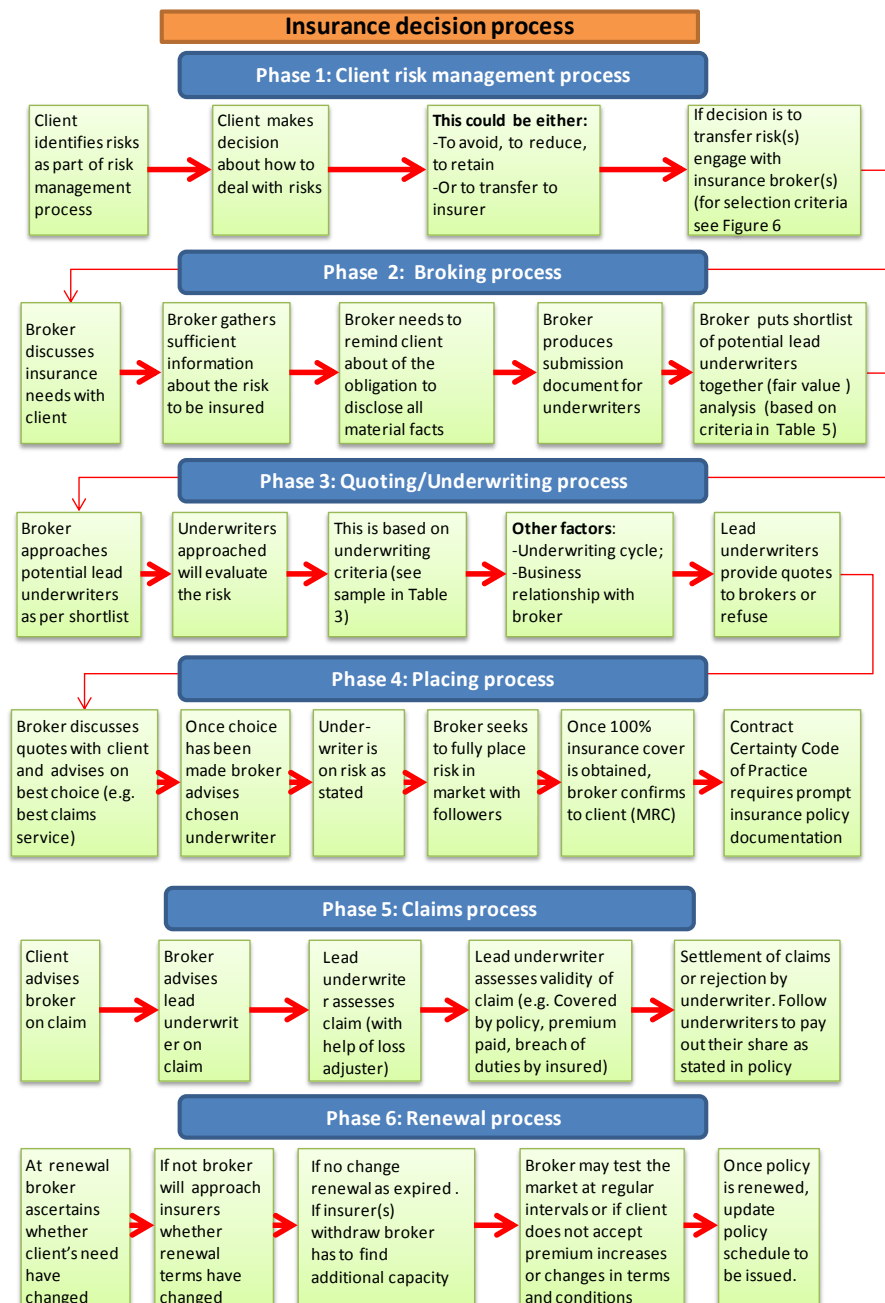 Insurance decision process
Phase 1: Client risk management process
Client
identifies risks
as part of risk
management
process
Client makes
decision
about how to
deal with risks
This could be either:
-To avoid, to reduce,
to retain
-Or to transfer to
insurer
If decision is to
transfer risk(s)
engage with
insurance broker(s)
(for selection criteria
see Figure 6
Phase 2: Broking process
Broker
discusses
insurance
needs with
client
Broker gathers
sufficient
information
about the risk
to be insured
Broker needs to
remind client
about of the
obligation to
disclose all
material facts
Broker
produces
submission
document for
underwriters
Broker puts shortlist
of potential lead
underwriters
together (fair value )
analysis (based on
criteria in Table 5)
Phase 3: Quoting/Underwriting process
Broker
approaches
potential lead
underwriters
as per shortlist
Underwriters
approached
will evaluate
the risk
This is based on
underwriting
criteria (see
sample in Table
3)
Other factors:
-Underwriting cycle;
-Business
relationship with
broker
Lead
underwriters
provide quotes
to brokers or
refuse
Phase 4: Placing process
Broker discusses
quotes with client
and advises on
best choice (e.g.
best claims
service)
Once choice
has been
made broker
advises
chosen
underwriter
Under-
writer is
on risk as
stated
Broker seeks
to fully place
risk in
market with
followers
Once 100%
insurance cover
is obtained,
broker confirms
to client (MRC)
Contract
Certainty Code
of Practice
requires prompt
insurance policy
documentation
Phase 5: Claims process
Client
advises
broker
on claim
Broker
advises
lead
underwrit
er on
claim
Lead
underwrite
r assesses
claim (with
help of loss
adjuster)
Lead underwriter
assesses validity of
claim (e.g. Covered
by policy, premium
paid, breach of
duties by insured)
Settlement of claims
or rejection by
underwriter. Follow
underwriters to pay
out their share as
stated in policy
Phase 6: Renewal process
At renewal
broker
ascertains
whether
client's need
have
changed
If not broker
will approach
insurers
whether
renewal
terms have
changed
If no change
renewal as expired .
If insurer(s)
withdraw broker
has to find
additional capacity
Broker may test the
market at regular
intervals or if client
does not accept
premium increases
or changes in terms
and conditions
Once policy
is renewed,
update
policy
schedule to
be issued.